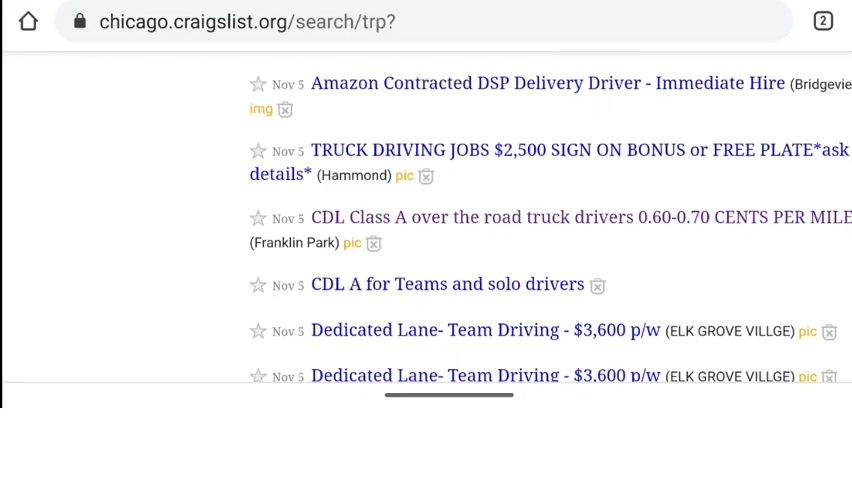 chicago.craigslist.org/search/trp?
2
Nov 5 Amazon Contracted DSP Delivery Driver - Immediate Hire (Bridgevie
img
Nov 5 TRUCK DRIVING JOBS $2,500 SIGN ON BONUS or FREE PLATE*ask
details* (Hammond) pic
Nov 5 CDL Class A over the road truck drivers 0.60-0.70 CENTS PER MILE
(Franklin Park) pic
Nov 5 CDL A for Teams and solo drivers
Nov 5 Dedicated Lane- Team Driving - $3,600 p/w (ELK GROVE VILLGE) pic
Nov 5 Dedicated Lane- Team Driving - $3,600 p/w (ELK GROVE VILLGE) pic